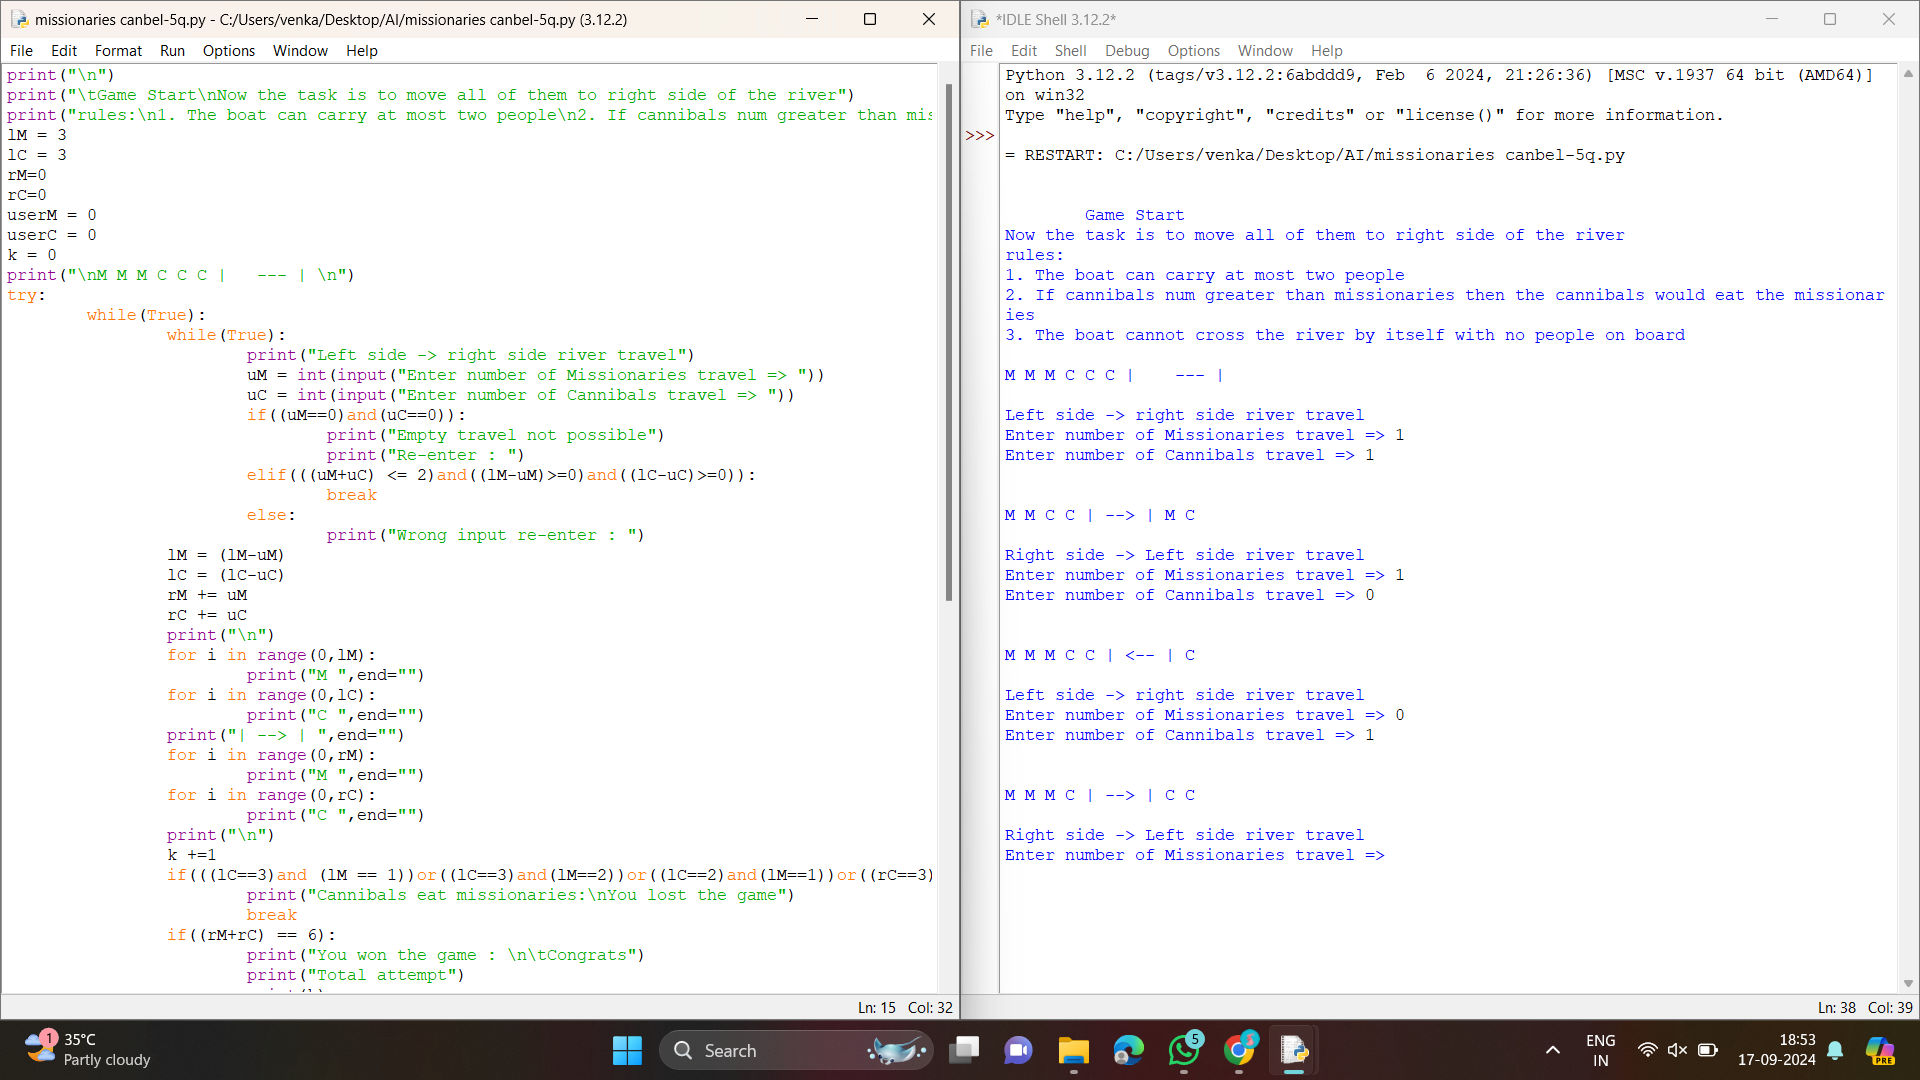 missionaries canbel-5q.py - C:/Users/venka/Desktop/AI/missionaries canbel-5q.py (3.12.2)
File Edit Format Run Options Window Help
print("\n")
print("\tGame Start\nNow the task is to move all of them to right side of the river")
print("rules:\n1. The boat can carry at most two people\n2. If cannibals num greater than mis
lM = 3
lC = 3
rM=0
rC=0
userM = 0
userC = 0
k = 0
print("\nM M M C C C |   --- | \n")
try:
        while(True):
                while(True):
                        print("Left side -> right side river travel")
                        uM = int(input("Enter number of Missionaries travel => "))
                        uC = int(input("Enter number of Cannibals travel => "))
                        if((uM==0)and(uC==0)):
                                print("Empty travel not possible")
                                print("Re-enter : ")
                        elif(((uM+uC) <= 2)and((lM-uM)>=0)and((lC-uC)>=0)):
                                break
                        else:
                                print("Wrong input re-enter : ")
                lM = (lM-uM)
                lC = (lC-uC)
                rM += uM
                rC += uC
                print("\n")
                for i in range(0,lM):
                        print("M ",end="")
                for i in range(0,lC):
                        print("C ",end="")
                print("| --> | ",end="")
                for i in range(0,rM):
                        print("M ",end="")
                for i in range(0,rC):
                        print("C ",end="")
                print("\n")
                k +=1
                if(((lC==3)and (lM == 1))or((lC==3)and(lM==2))or((lC==2)and(lM==1))or((rC==3)
                        print("Cannibals eat missionaries:\nYou lost the game")
                        break
                if((rM+rC) == 6):
                        print("You won the game : \n\tCongrats")
                        print("Total attempt")
Ln: 15 Col: 32
*IDLE Shell 3.12.2*
File Edit Shell Debug Options Window Help
Python 3.12.2 (tags/v3.12.2:6abddd9, Feb  6 2024, 21:26:36) [MSC v.1937 64 bit (AMD64)]
on win32
Type "help", "copyright", "credits" or "license()" for more information.
>>>
= RESTART: C:/Users/venka/Desktop/AI/missionaries canbel-5q.py
        Game Start
Now the task is to move all of them to right side of the river
rules:
1. The boat can carry at most two people
2. If cannibals num greater than missionaries then the cannibals would eat the missionar
ies
3. The boat cannot cross the river by itself with no people on board
M M M C C C |    --- |
Left side -> right side river travel
Enter number of Missionaries travel => 1
Enter number of Cannibals travel => 1
M M C C | --> | M C
Right side -> Left side river travel
Enter number of Missionaries travel => 1
Enter number of Cannibals travel => 0
M M M C C | <-- | C
Left side -> right side river travel
Enter number of Missionaries travel => 0
Enter number of Cannibals travel => 1
M M M C | --> | C C
Right side -> Left side river travel
Enter number of Missionaries travel =>
Ln: 38 Col: 39
1
35°C
Partly cloudy
Search
5
ENG
IN
18:53
17-09-2024
PRE